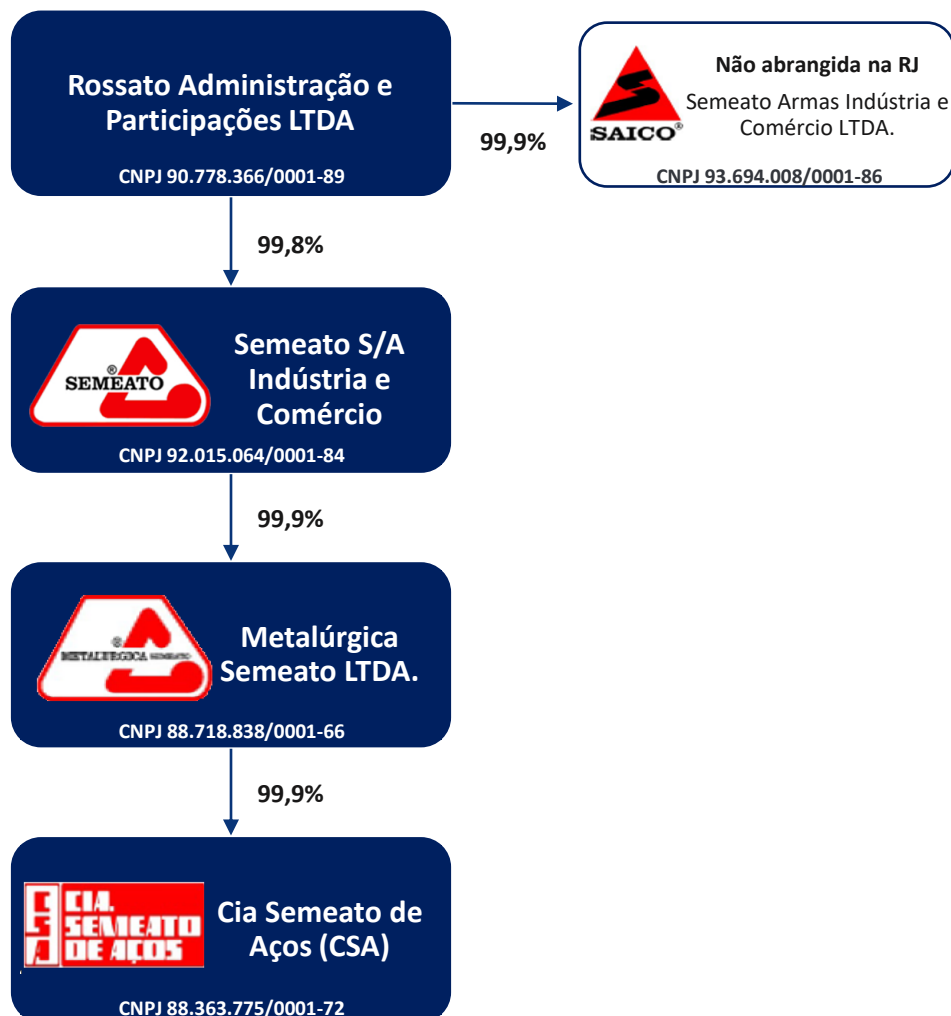 Rossato Administração e
Participações LTDA
CNPJ 90.778.366/0001-89
99,9%
SAICO®
Não abrangida na RJ
Semeato Armas Indústria e
Comércio LTDA.
CNPJ 93.694.008/0001-86
99,8%
®
SEMEATO
Semeato S/A
Indústria e
Comércio
CNPJ 92.015.064/0001-84
99,9%
®
METALÚRGICA SEMEATO
Metalúrgica
Semeato LTDA.
CNPJ 88.718.838/0001-66
99,9%
CSA
CIA.
SEMEATO
DE AÇOS
Cia Semeato de
Aços (CSA)
CNPJ 88.363.775/0001-72